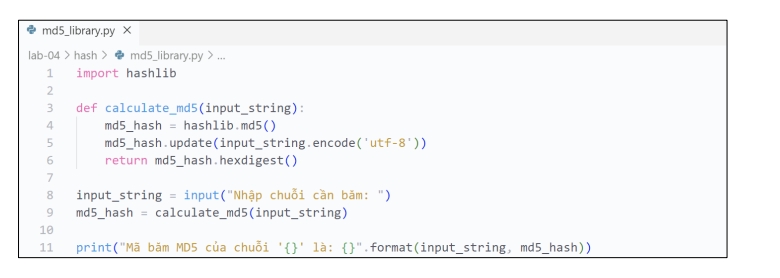 md5_library.py ×
lab-04 > hash > md5_library.py > ...
1 import hashlib
2
3 def calculate_md5(input_string):
4     md5_hash = hashlib.md5()
5     md5_hash.update(input_string.encode('utf-8'))
6     return md5_hash.hexdigest()
7
8 input_string = input("Nhập chuỗi cần băm: ")
9 md5_hash = calculate_md5(input_string)
10
11 print("Mã băm MD5 của chuỗi '{}' là: {}".format(input_string, md5_hash))